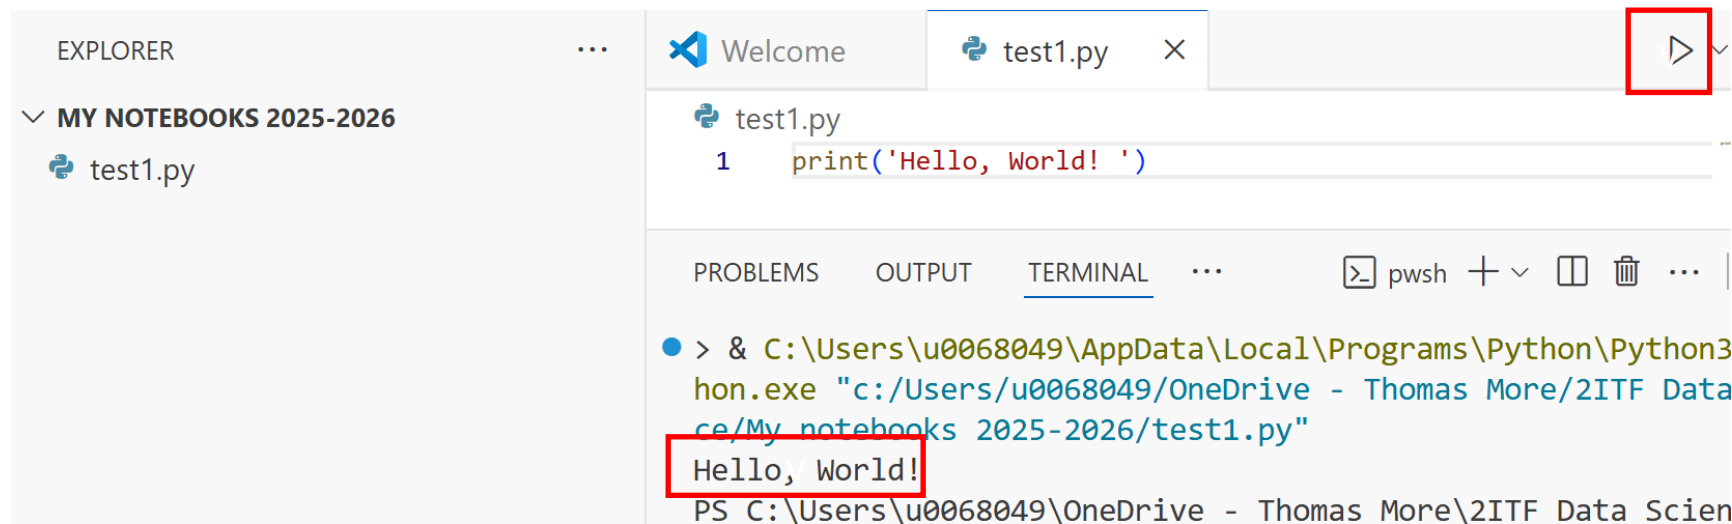 EXPLORER ···
Welcome
test1.py
MY NOTEBOOKS 2025-2026
test1.py
test1.py
1 print('Hello, World! ')
PROBLEMS OUTPUT TERMINAL ··· pwsh ···
> & C:\Users\u0068049\AppData\Local\Programs\Python\Python3
hon.exe "c:/Users/u0068049/OneDrive - Thomas More/2ITF Data
ce/My notebooks 2025-2026/test1.py"
Hello, World!
PS C:\Users\u0068049\OneDrive - Thomas More\2ITF Data Scien